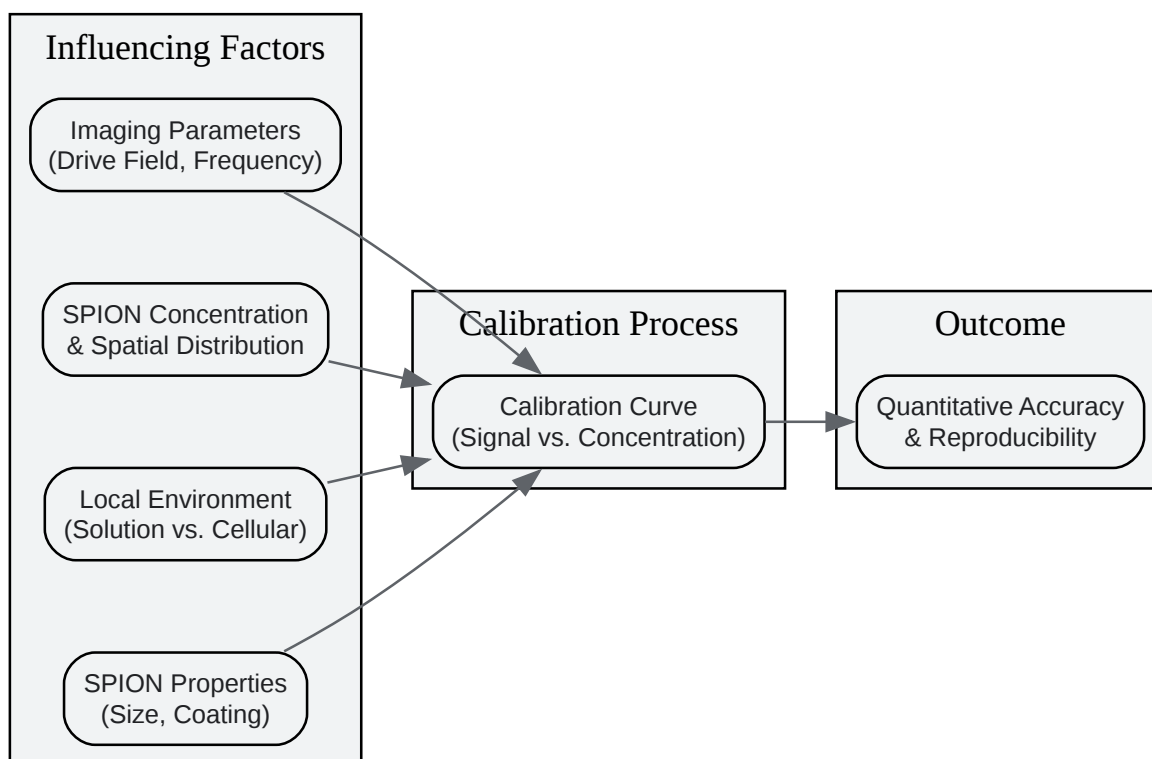 Influencing Factors
Imaging Parameters
(Drive Field, Frequency)
SPION Concentration
& Spatial Distribution
Local Environment
(Solution vs. Cellular)
SPION Properties
(Size, Coating)
Calibration Process
Calibration Curve
(Signal vs. Concentration)
Outcome
Quantitative Accuracy
& Reproducibility